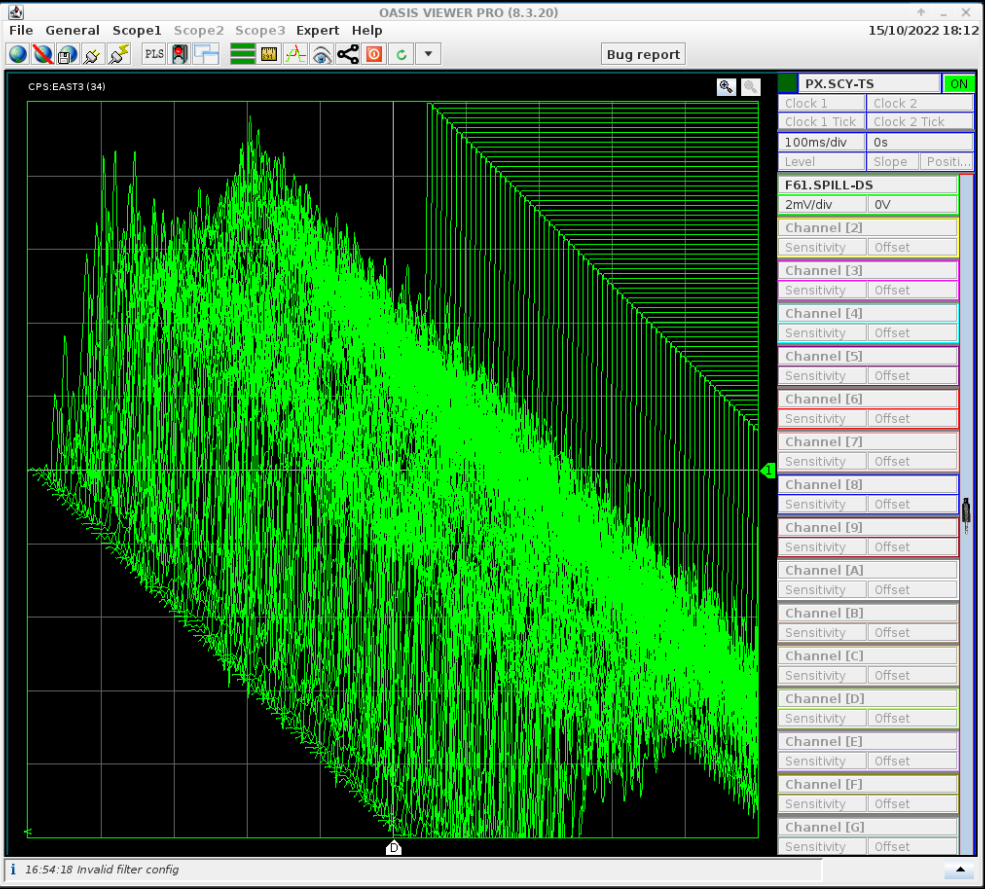 OASIS VIEWER PRO (8.3.20)
File General Scope1 Scope2 Scope3 Expert Help 15/10/2022 18:12
PLS Bug report
CPS:EAST3 (34)
PX.SCY-TS ON
Clock 1 Clock 2
Clock 1 Tick Clock 2 Tick
100ms/div 0s
Level Slope Positi...
F61.SPILL-DS
2mV/div 0V
Channel [2]
Sensitivity Offset
Channel [3]
Sensitivity Offset
Channel [4]
Sensitivity Offset
Channel [5]
Sensitivity Offset
Channel [6]
Sensitivity Offset
Channel [7]
Sensitivity Offset
1
Channel [8]
Sensitivity Offset
Channel [9]
Sensitivity Offset
Channel [A]
Sensitivity Offset
Channel [B]
Sensitivity Offset
Channel [C]
Sensitivity Offset
Channel [D]
Sensitivity Offset
Channel [E]
Sensitivity Offset
Channel [F]
Sensitivity Offset
Channel [G]
Sensitivity Offset
D
i 16:54:18 Invalid filter config